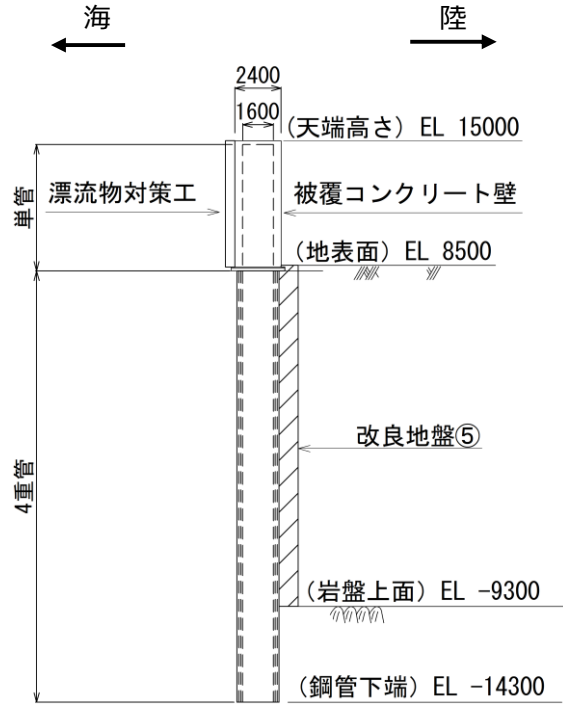 海
陸
2400
1600
(天端高さ) EL 15000
単管
漂流物対策工
被覆コンクリート壁
(地表面) EL 8500
改良地盤⑤
4重管
(岩盤上面) EL -9300
(鋼管下端) EL -14300